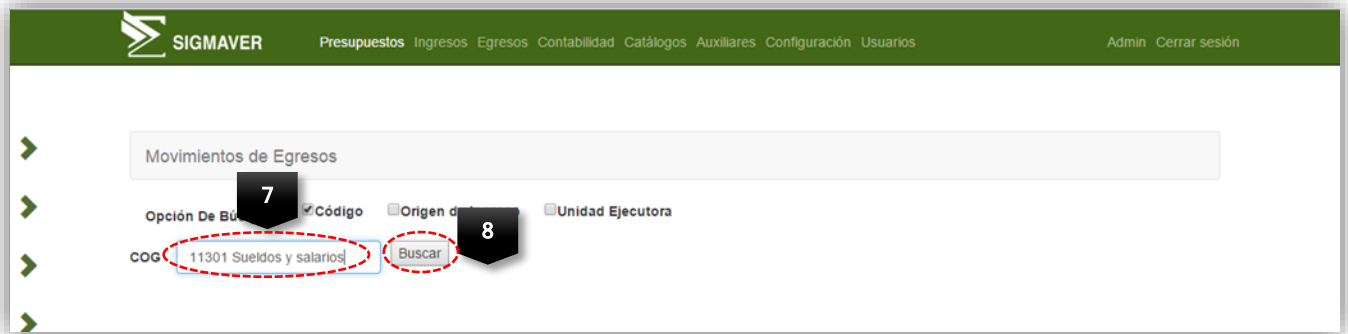 SIGMAVER Presupuestos Ingresos Egresos Contabilidad Catálogos Auxiliares Configuración Usuarios Admin Cerrar sesión
Movimientos de Egresos
7
Opción De Código Origen Unidad Ejecutora
8
COG 11301 Sueldos y salarios Buscar